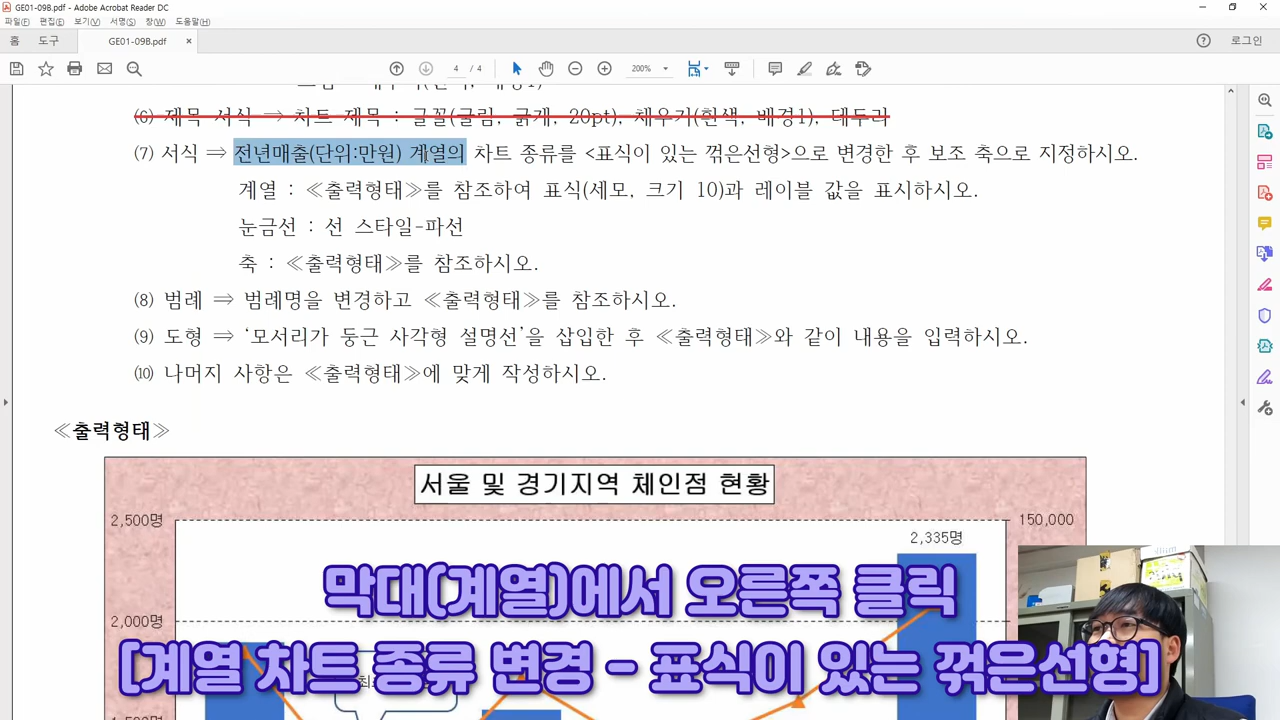 GE01-09B.pdf - Adobe Acrobat Reader DC
파일(F) 편집(E) 보기(V) 서명(S) 창(W) 도움말(H)
홈 도구 GE01-09B.pdf × 로그인
4 / 4 200%
(6) 제목 서식 ⇒ 차트 제목 : 글꼴(굴림, 굵게, 20pt), 채우기(흰색, 배경1), 테두리
(7) 서식 ⇒ 전년매출(단위:만원) 계열의 차트 종류를 <표식이 있는 꺾은선형>으로 변경한 후 보조 축으로 지정하시오.
계열 : ≪출력형태≫를 참조하여 표식(세모, 크기 10)과 레이블 값을 표시하시오.
눈금선 : 선 스타일-파선
축 : ≪출력형태≫를 참조하시오.
(8) 범례 ⇒ 범례명을 변경하고 ≪출력형태≫를 참조하시오.
(9) 도형 ⇒ ‘모서리가 둥근 사각형 설명선’을 삽입한 후 ≪출력형태≫와 같이 내용을 입력하시오.
(10) 나머지 사항은 ≪출력형태≫에 맞게 작성하시오.
≪출력형태≫
서울 및 경기지역 체인점 현황
2,500명 150,000
2,335명
막대(계열)에서 오른쪽 클릭
2,000명
[계열 차트 종류 변경 - 표식이 있는 꺾은선형]